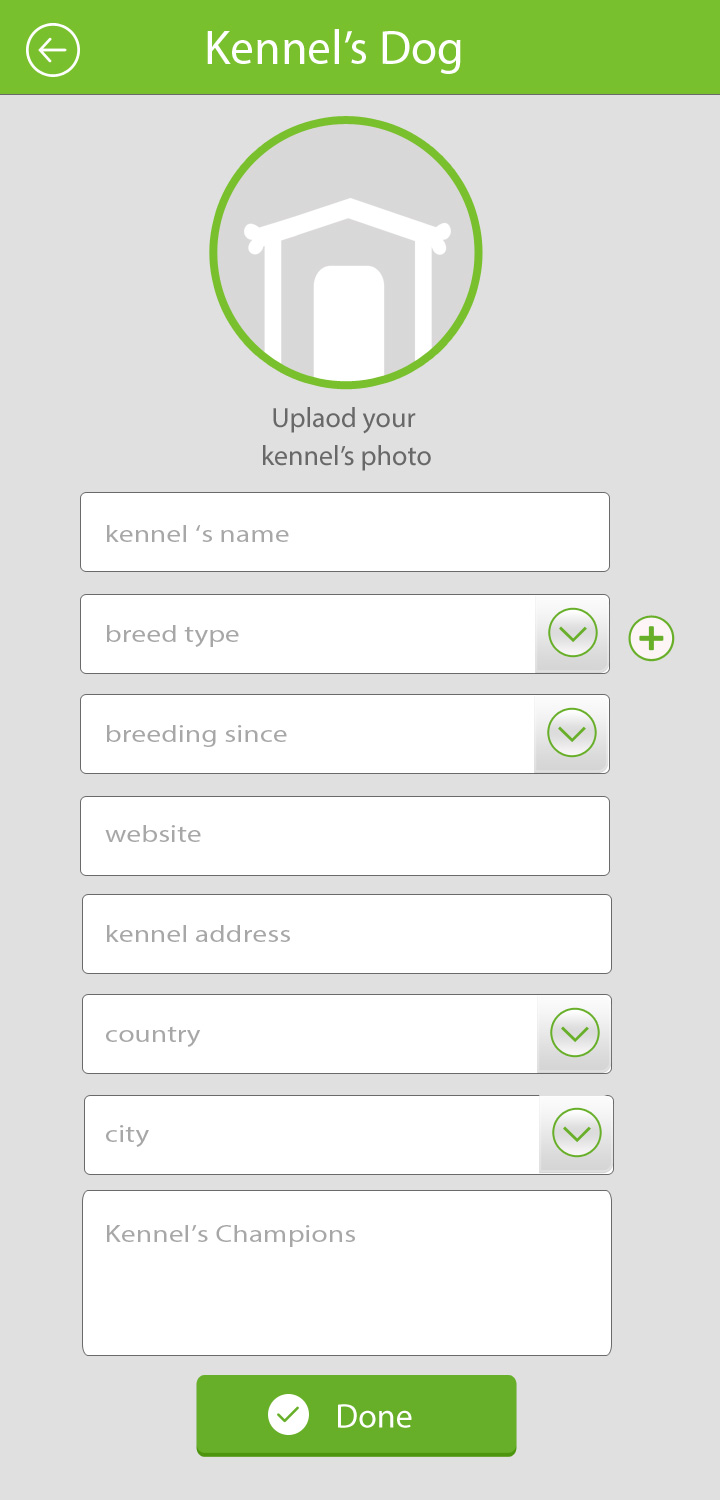 Kennel’s Dog
Uplaod your
kennel’s photo
kennel ‘s name
breed type
breeding since
website
kennel address
country
city
Kennel’s Champions
Done